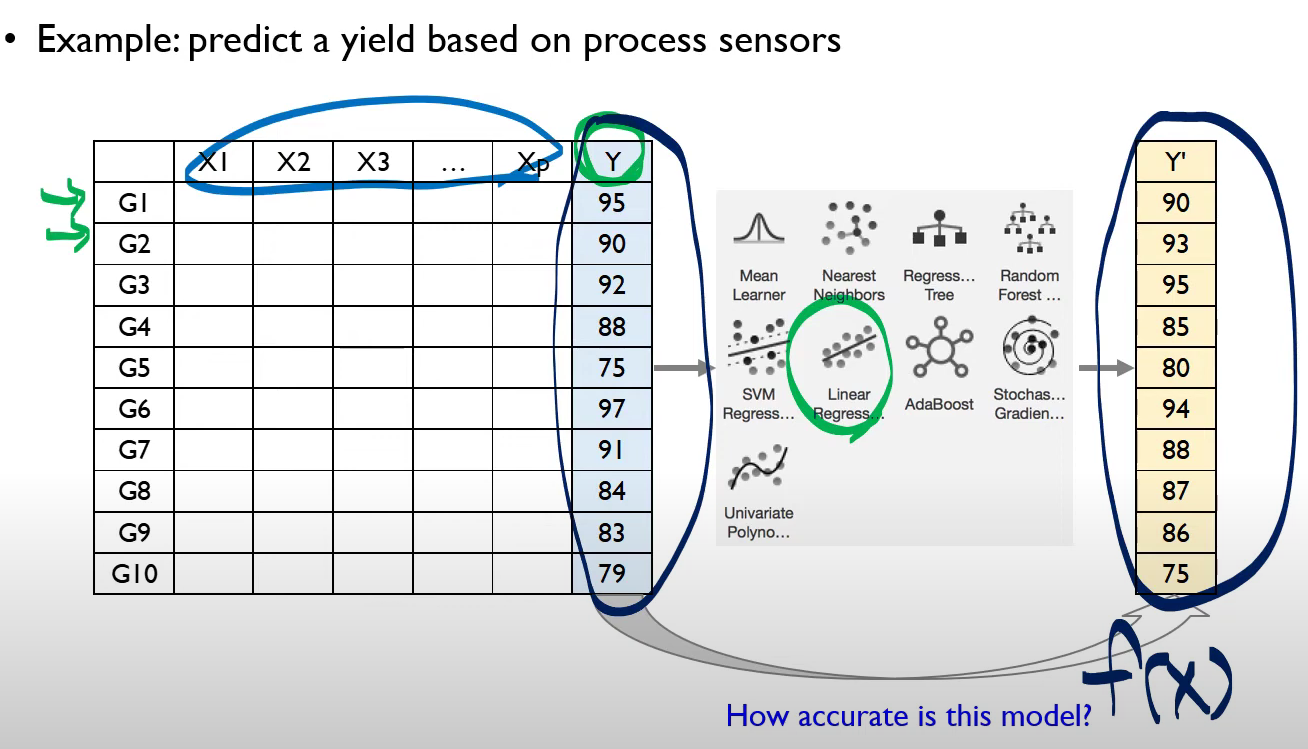 • Example: predict a yield based on process sensors
X1 X2 X3 ... Xp Y
G1 95
G2 90
G3 92
G4 88
G5 75
G6 97
G7 91
G8 84
G9 83
G10 79
Mean Learner
Nearest Neighbors
Regress... Tree
Random Forest ...
SVM Regress...
Linear Regress...
AdaBoost
Stochas... Gradien...
Univariate Polyno...
Y'
90
93
95
85
80
94
88
87
86
75
f(x)
How accurate is this model?